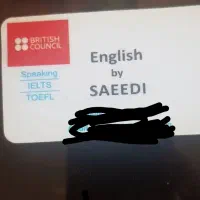 BRITISH
COUNCIL
Speaking
IELTS
TOEFL
English
by
SAEEDI